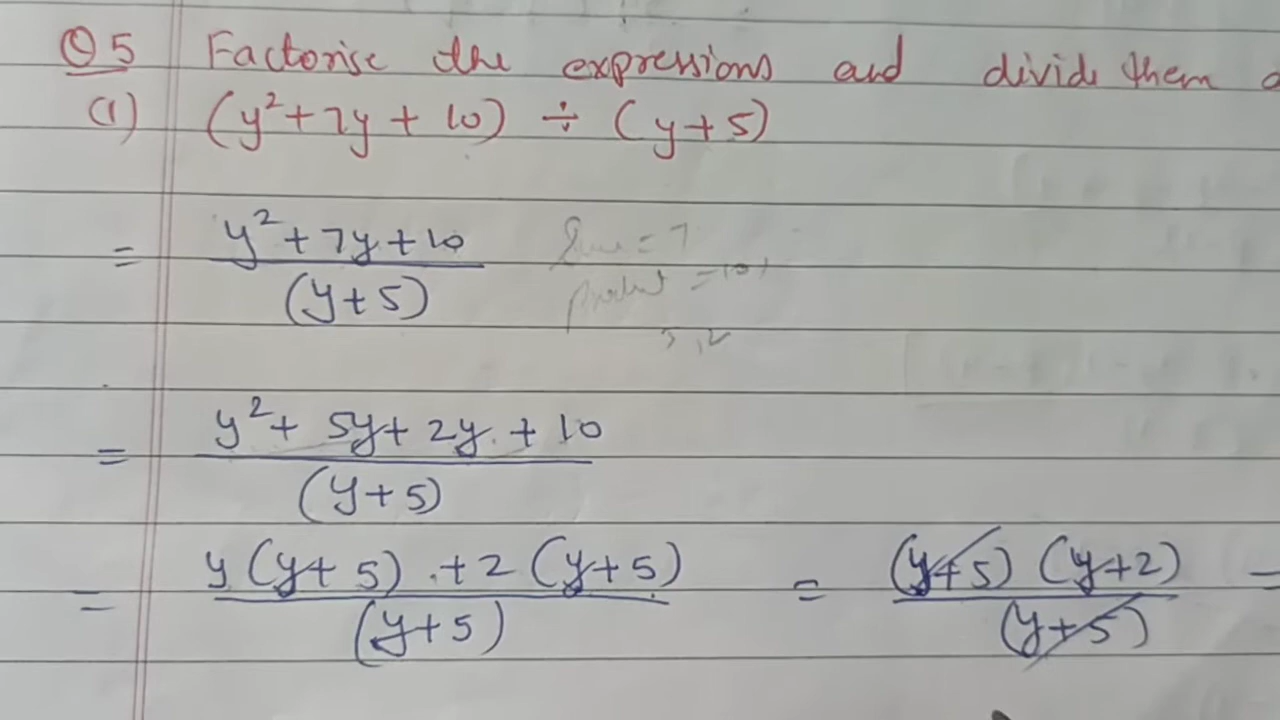 Q5 Factorise the expressions and divide them
(1) (y²+7y+10) ÷ (y+5)
= y²+7y+10 / (y+5)
Sum = 7
product = 10
5,2
= y²+5y+2y+10 / (y+5)
= y(y+5)+2(y+5) / (y+5) = (y+5)(y+2) / (y+5) =